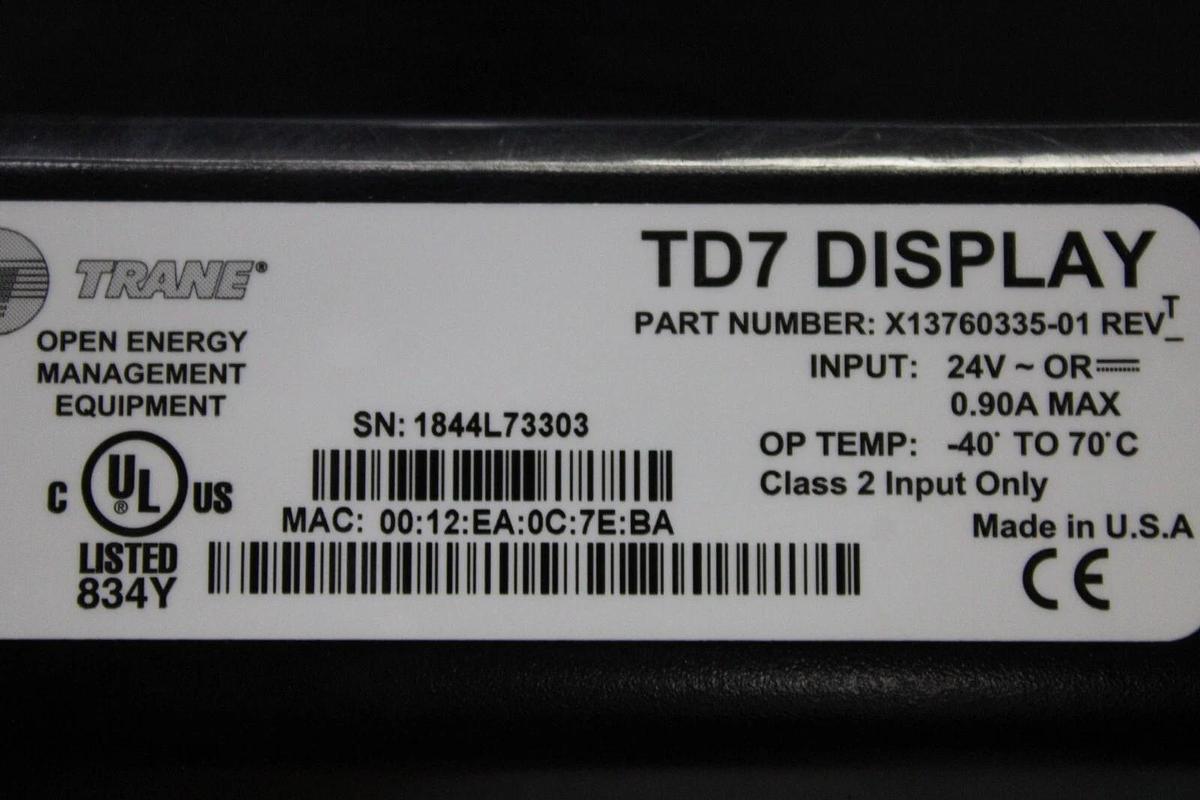 TRANE®
OPEN ENERGY
MANAGEMENT
EQUIPMENT
C UL ® US
LISTED
834Y
SN: 1844L73303
MAC: 00:12:EA:0C:7E:BA
TD7 DISPLAY
PART NUMBER: X13760335-01 REV T
INPUT: 24V ~ OR ⎓
0.90A MAX
OP TEMP: -40° TO 70°C
Class 2 Input Only
Made in U.S.A
CE